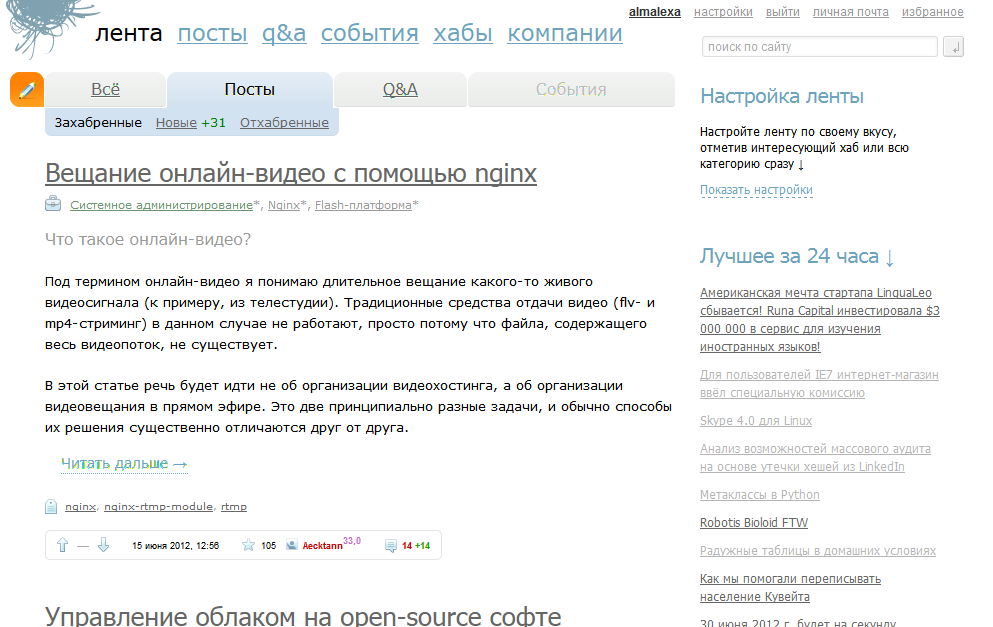 almalexa настройки выйти личная почта избранное
лента посты q&a события хабы компании
поиск по сайту
Всё Посты Q&A События
Захабренные Новые +31 Отхабренные
Вещание онлайн-видео с помощью nginx
Системное администрирование*, Nginx*, Flash-платформа*
Что такое онлайн-видео?
Под термином онлайн-видео я понимаю длительное вещание какого-то живого
видеосигнала (к примеру, из телестудии). Традиционные средства отдачи видео (flv- и
mp4-стриминг) в данном случае не работают, просто потому что файла, содержащего
весь видеопоток, не существует.
В этой статье речь будет идти не об организации видеохостинга, а об организации
видеовещания в прямом эфире. Это две принципиально разные задачи, и обычно способы
их решения существенно отличаются друг от друга.
Читать дальше →
nginx, nginx-rtmp-module, rtmp
— 15 июня 2012, 12:56 105 Aecktann 33,0 14 +14
Управление облаком на open-source софте
Настройка ленты
Настройте ленту по своему вкусу,
отметив интересующий хаб или всю
категорию сразу ↓
Показать настройки
Лучшее за 24 часа ↓
Американская мечта стартапа LinguaLeo
сбывается! Runa Capital инвестировала $3
000 000 в сервис для изучения
иностранных языков!
Для пользователей IE7 интернет-магазин
ввёл специальную комиссию
Skype 4.0 для Linux
Анализ возможностей массового аудита
на основе утечки хешей из LinkedIn
Метаклассы в Python
Robotis Bioloid FTW
Радужные таблицы в домашних условиях
Как мы помогали переписывать
население Кувейта
30 июня 2012 г. будет на секунду